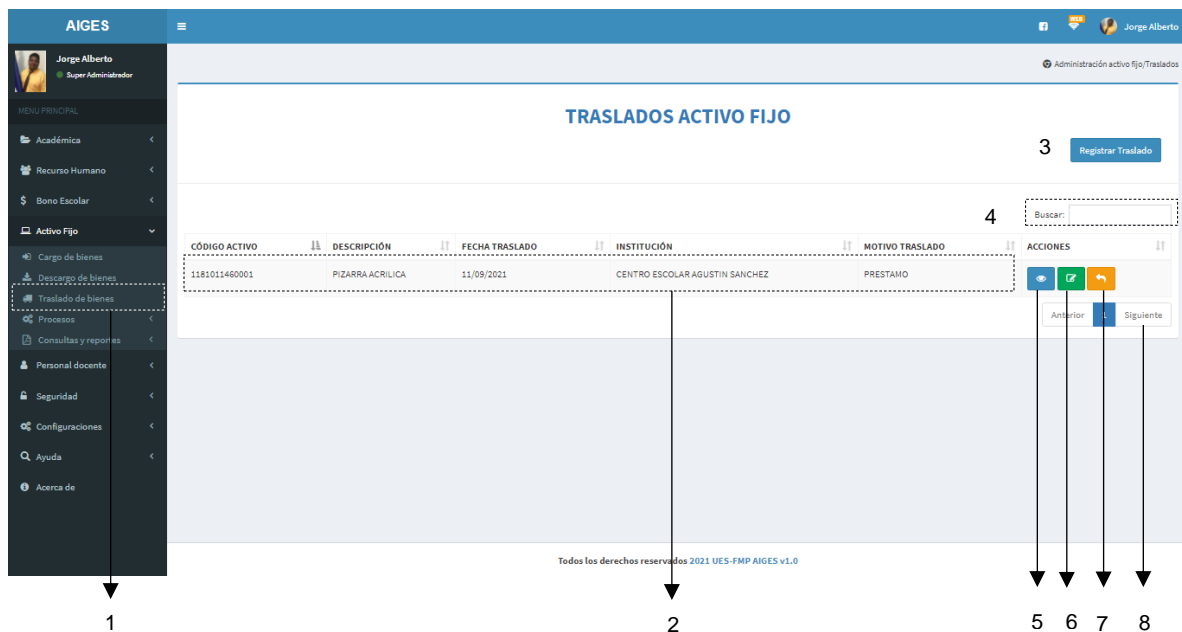 AIGES
WEB
Jorge Alberto
Jorge Alberto
Super Administrador
Administración activo fijo/Traslados
MENU PRINCIPAL
TRASLADOS ACTIVO FIJO
Académica
3
Registrar Traslado
Recurso Humano
Bono Escolar
4
Buscar:
Activo Fijo
CÓDIGO ACTIVO DESCRIPCIÓN FECHA TRASLADO INSTITUCIÓN MOTIVO TRASLADO ACCIONES
Cargo de bienes
1181011460001 PIZARRA ACRILICA 11/09/2021 CENTRO ESCOLAR AGUSTIN SANCHEZ PRESTAMO
Descargo de bienes
Traslado de bienes
Anterior 1 Siguiente
Procesos
Consultas y reportes
Personal docente
Seguridad
Configuraciones
Ayuda
Acerca de
Todos los derechos reservados 2021 UES-FMP AIGES v1.0
1 2 5 6 7 8